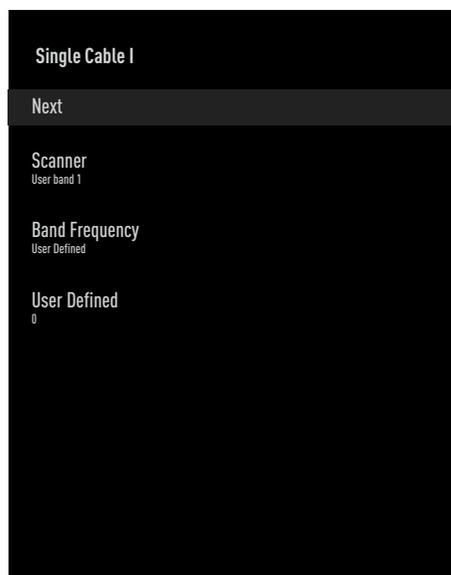 Single Cable I
Next
Scanner
User band 1
Band Frequency
User Defined
User Defined
0